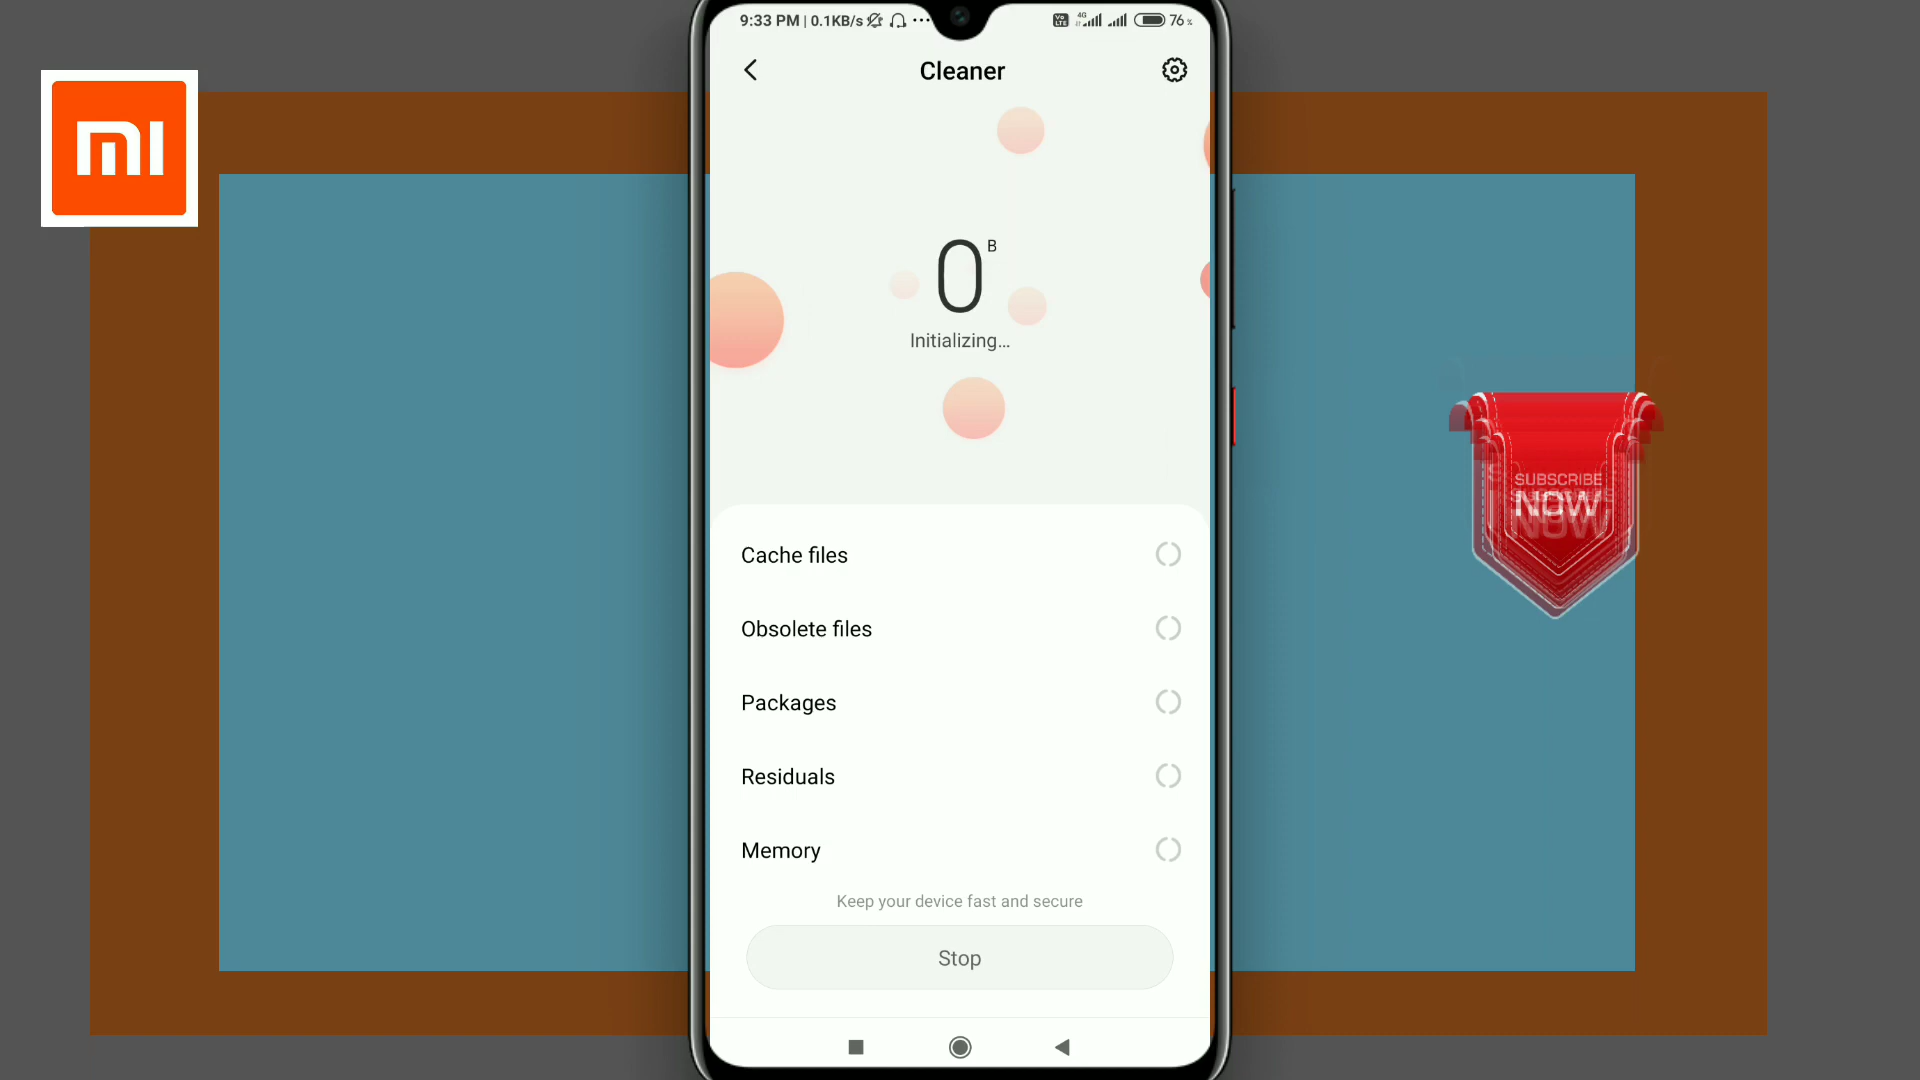 9:33 PM | 0.1KB/s ... 4G 76%
mi
Cleaner
0 B
Initializing...
SUBSCRIBE
NOW
Cache files
Obsolete files
Packages
Residuals
Memory
Keep your device fast and secure
Stop